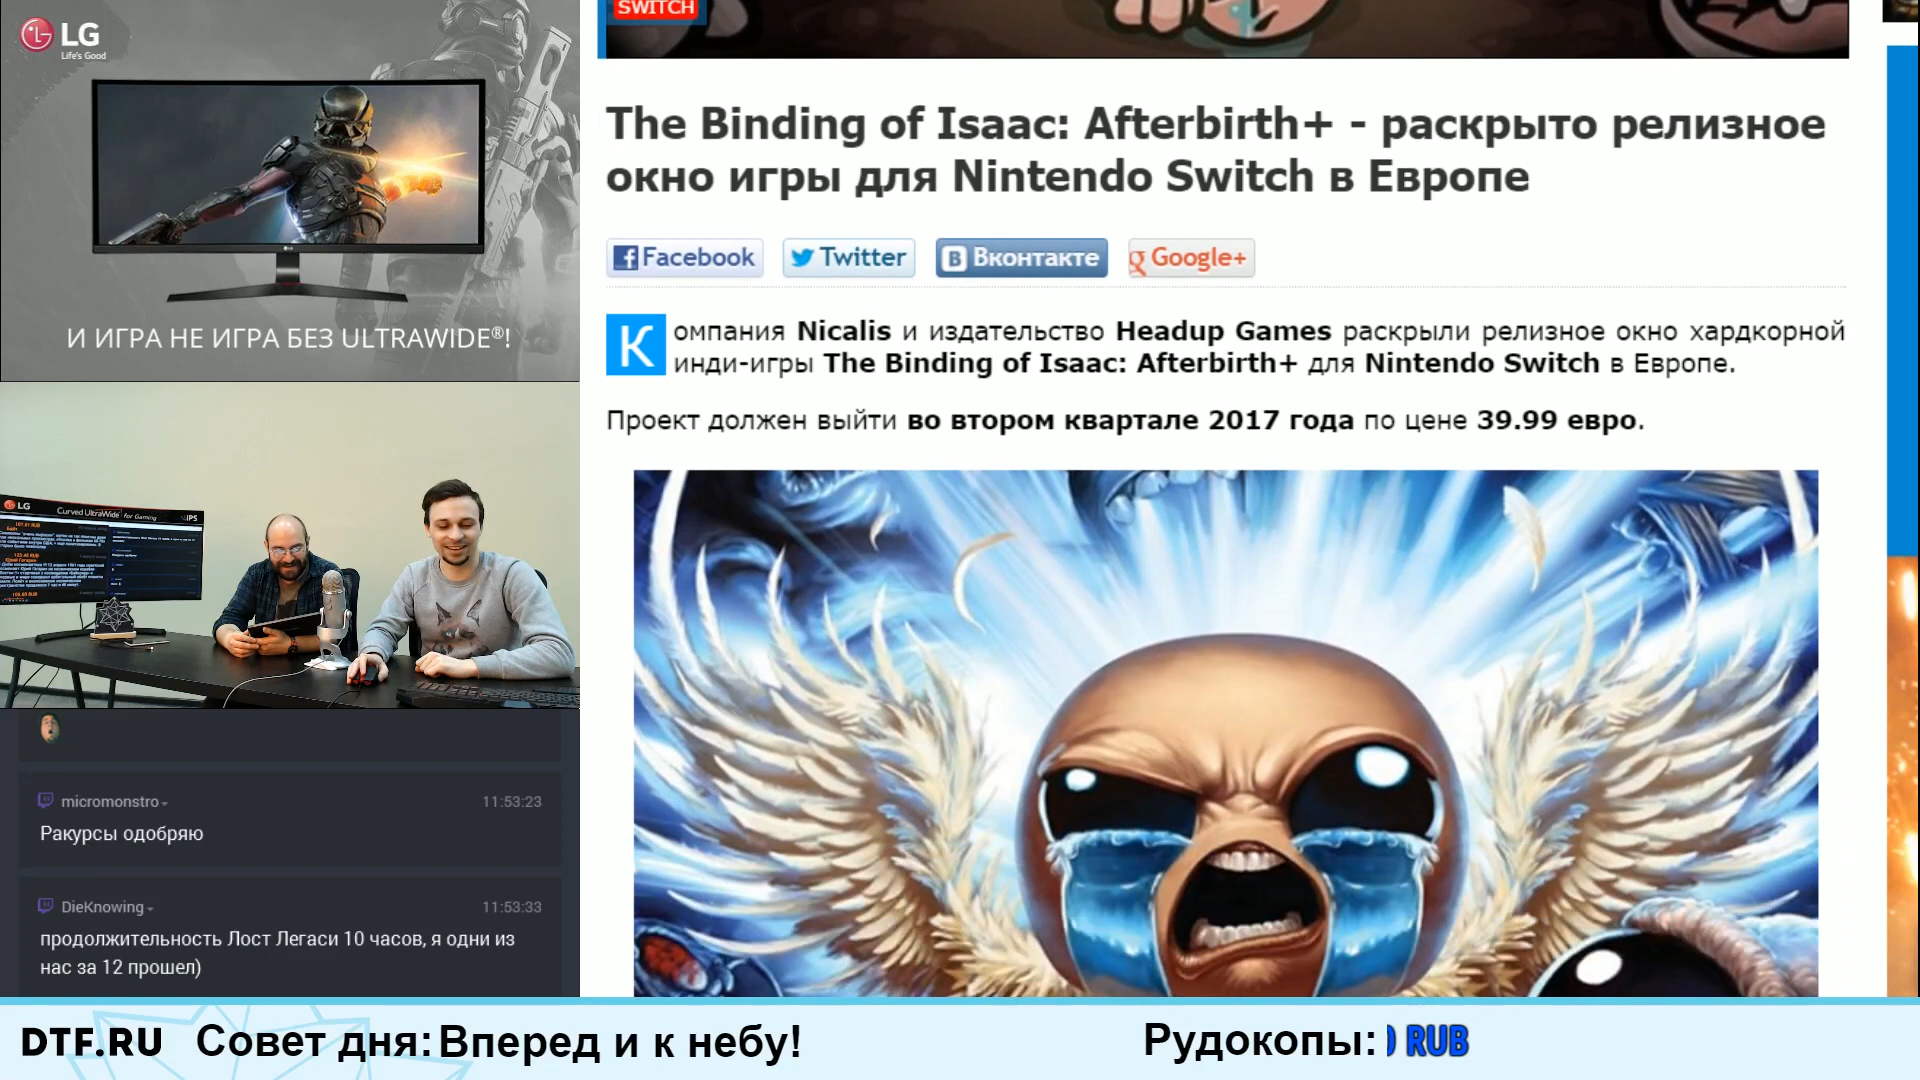 LG
Life's Good
И ИГРА НЕ ИГРА БЕЗ ULTRAWIDE®!
LG Curved UltraWide for Gaming IPS
micromonstro 11:53:23
Ракурсы одобряю
DieKnowing 11:53:33
продолжительность Лост Легаси 10 часов, я одни из
нас за 12 прошел)
SWITCH
The Binding of Isaac: Afterbirth+ - раскрыто релизное
окно игры для Nintendo Switch в Европе
Facebook Twitter Вконтакте Google+
Компания Nicalis и издательство Headup Games раскрыли релизное окно хардкорной
инди-игры The Binding of Isaac: Afterbirth+ для Nintendo Switch в Европе.
Проект должен выйти во втором квартале 2017 года по цене 39.99 евро.
DTF.RU Совет дня: Вперед и к небу! Рудокопы: RUB